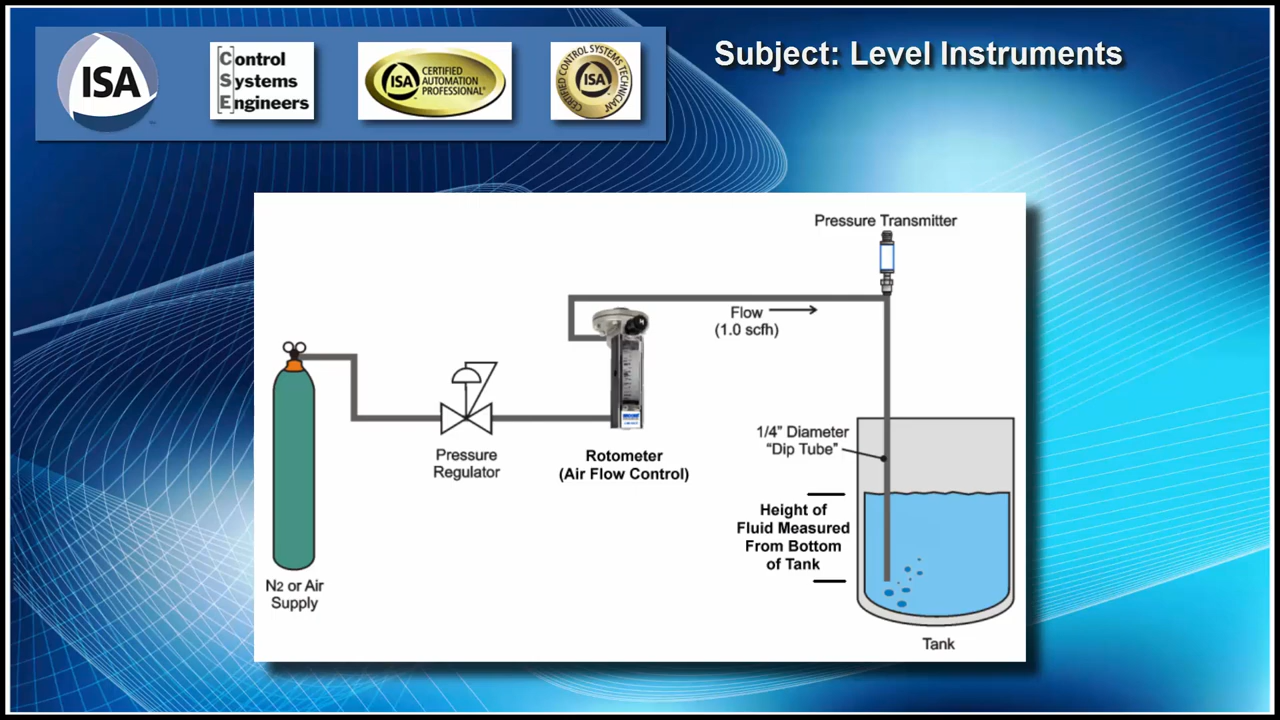 ISA
Control
Systems
Engineers
ISA CERTIFIED
AUTOMATION
PROFESSIONAL®
CERTIFIED CONTROL SYSTEMS TECHNICIAN
ISA
Subject: Level Instruments
Pressure Transmitter
Flow
(1.0 scfh)
1/4” Diameter
“Dip Tube”
Pressure
Regulator
Rotometer
(Air Flow Control)
Height of
Fluid Measured
From Bottom
of Tank
N2 or Air
Supply
Tank